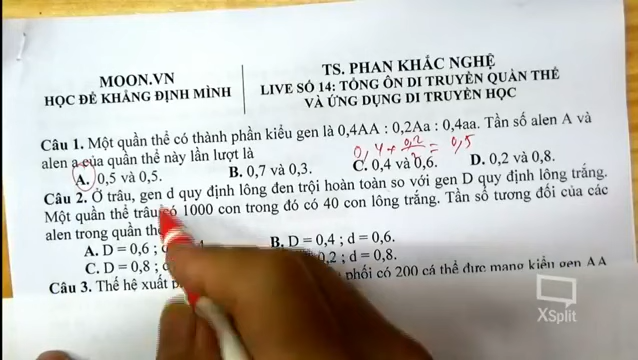 MOON.VN
HỌC ĐỂ KHẲNG ĐỊNH MÌNH
TS. PHAN KHẮC NGHỆ
LIVE SỐ 14: TỔNG ÔN DI TRUYỀN QUẦN THỂ
VÀ ỨNG DỤNG DI TRUYỀN HỌC
Câu 1. Một quần thể có thành phần kiểu gen là 0,4AA : 0,2Aa : 0,4aa. Tần số alen A và
alen a của quần thể này lần lượt là
0,4 + 0,2/2 = 0,5
A. 0,5 và 0,5. B. 0,7 và 0,3. C. 0,4 và 0,6. D. 0,2 và 0,8.
Câu 2. Ở trâu, gen d quy định lông đen trội hoàn toàn so với gen D quy định lông trắng.
Một quần thể trâu có 1000 con trong đó có 40 con lông trắng. Tần số tương đối của các
alen trong quần
A. D = 0,6 ; B. D = 0,4 ; d = 0,6.
C. D = 0,8 ; 0,2 ; d = 0,8.
Câu 3. Thế hệ xuất phối có 200 cá thể đực mang kiểu gen AA
XSplit